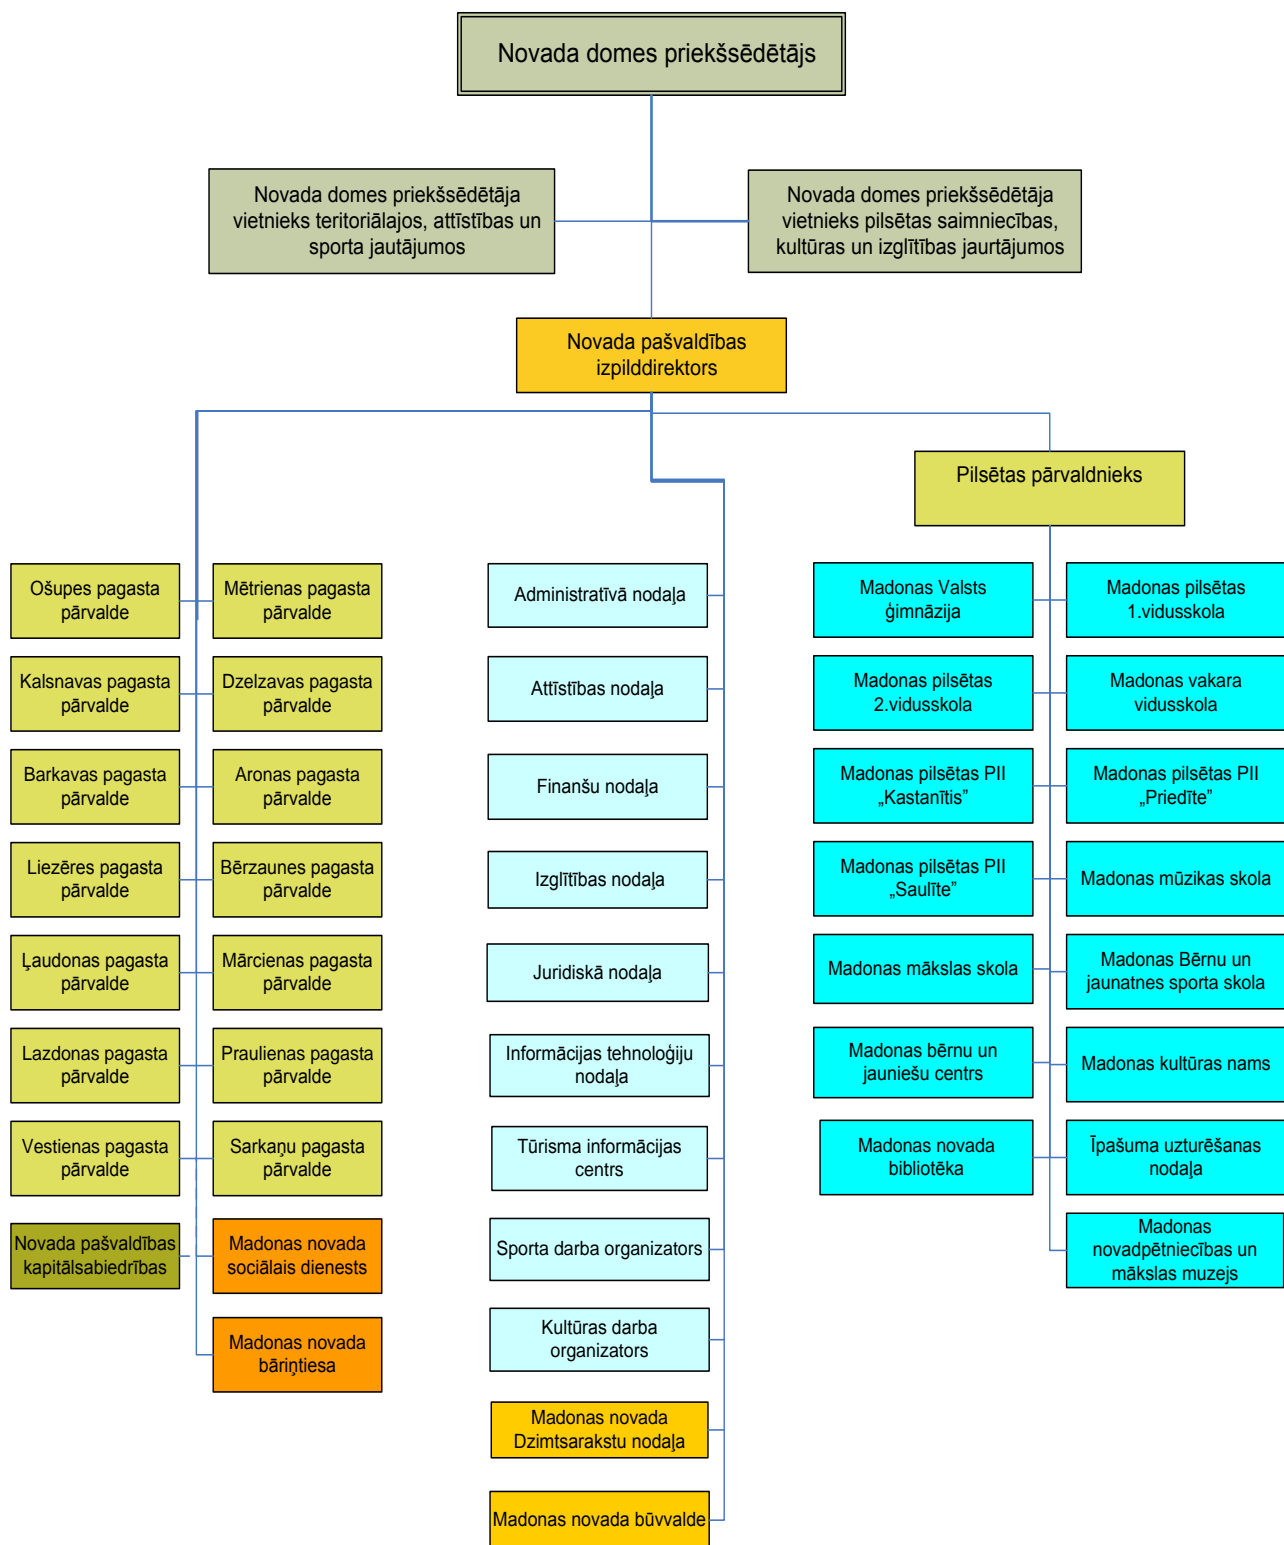 Novada domes priekšsēdētājs
Novada domes priekšsēdētāja
vietnieks teritoriālajos, attīstības un
sporta jautājumos
Novada domes priekšsēdētāja
vietnieks pilsētas saimniecības,
kultūras un izglītības jaurtājumos
Novada pašvaldības
izpilddirektors
Pilsētas pārvaldnieks
Ošupes pagasta
pārvalde
Mētrienas pagasta
pārvalde
Kalsnavas pagasta
pārvalde
Dzelzavas pagasta
pārvalde
Barkavas pagasta
pārvalde
Aronas pagasta
pārvalde
Liezēres pagasta
pārvalde
Bērzaunes pagasta
pārvalde
Ļaudonas pagasta
pārvalde
Mārcienas pagasta
pārvalde
Lazdonas pagasta
pārvalde
Praulienas pagasta
pārvalde
Vestienas pagasta
pārvalde
Sarkaņu pagasta
pārvalde
Novada pašvaldības
kapitālsabiedrības
Madonas novada
sociālais dienests
Madonas novada
bāriņtiesa
Administratīvā nodaļa
Attīstības nodaļa
Finanšu nodaļa
Izglītības nodaļa
Juridiskā nodaļa
Informācijas tehnoloģiju
nodaļa
Tūrisma informācijas
centrs
Sporta darba organizators
Kultūras darba
organizators
Madonas novada
Dzimtsarakstu nodaļa
Madonas novada būvvalde
Madonas Valsts
ģimnāzija
Madonas pilsētas
1.vidusskola
Madonas pilsētas
2.vidusskola
Madonas vakara
vidusskola
Madonas pilsētas PII
„Kastanītis”
Madonas pilsētas PII
„Priedīte”
Madonas pilsētas PII
„Saulīte”
Madonas mūzikas skola
Madonas mākslas skola
Madonas Bērnu un
jaunatnes sporta skola
Madonas bērnu un
jauniešu centrs
Madonas kultūras nams
Madonas novada
bibliotēka
Īpašuma uzturēšanas
nodaļa
Madonas
novadpētniecības un
mākslas muzejs